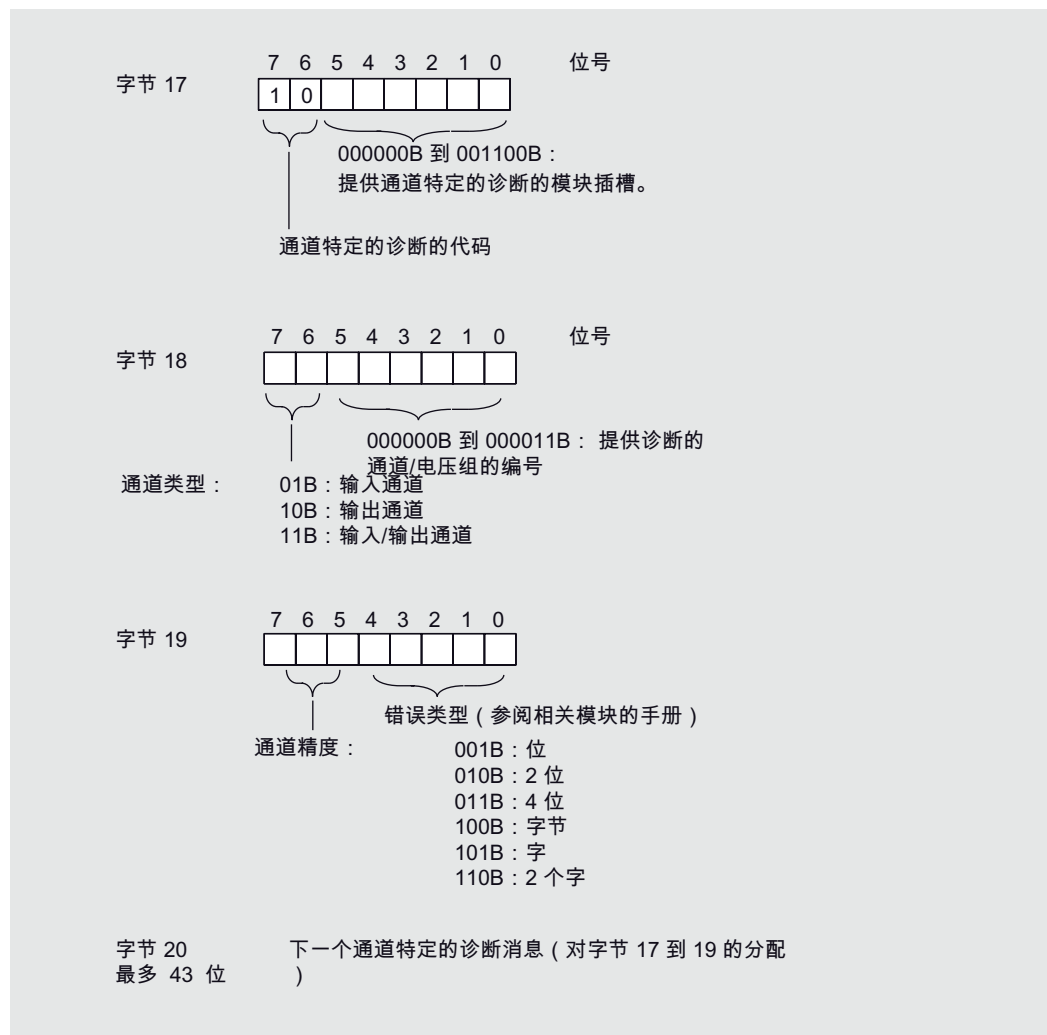 7 6 5 4 3 2 1 0 位号
字节 17
1 0
000000B 到 001100B：
提供通道特定的诊断的模块插槽。
通道特定的诊断的代码
7 6 5 4 3 2 1 0 位号
字节 18
000000B 到 000011B： 提供诊断的
通道/电压组的编号
通道类型： 01B：输入通道
10B：输出通道
11B：输入/输出通道
7 6 5 4 3 2 1 0
字节 19
错误类型（参阅相关模块的手册）
通道精度： 001B：位
010B：2 位
011B：4 位
100B：字节
101B：字
110B：2 个字
字节 20 下一个通道特定的诊断消息（对字节 17 到 19 的分配
最多 43 位 ）